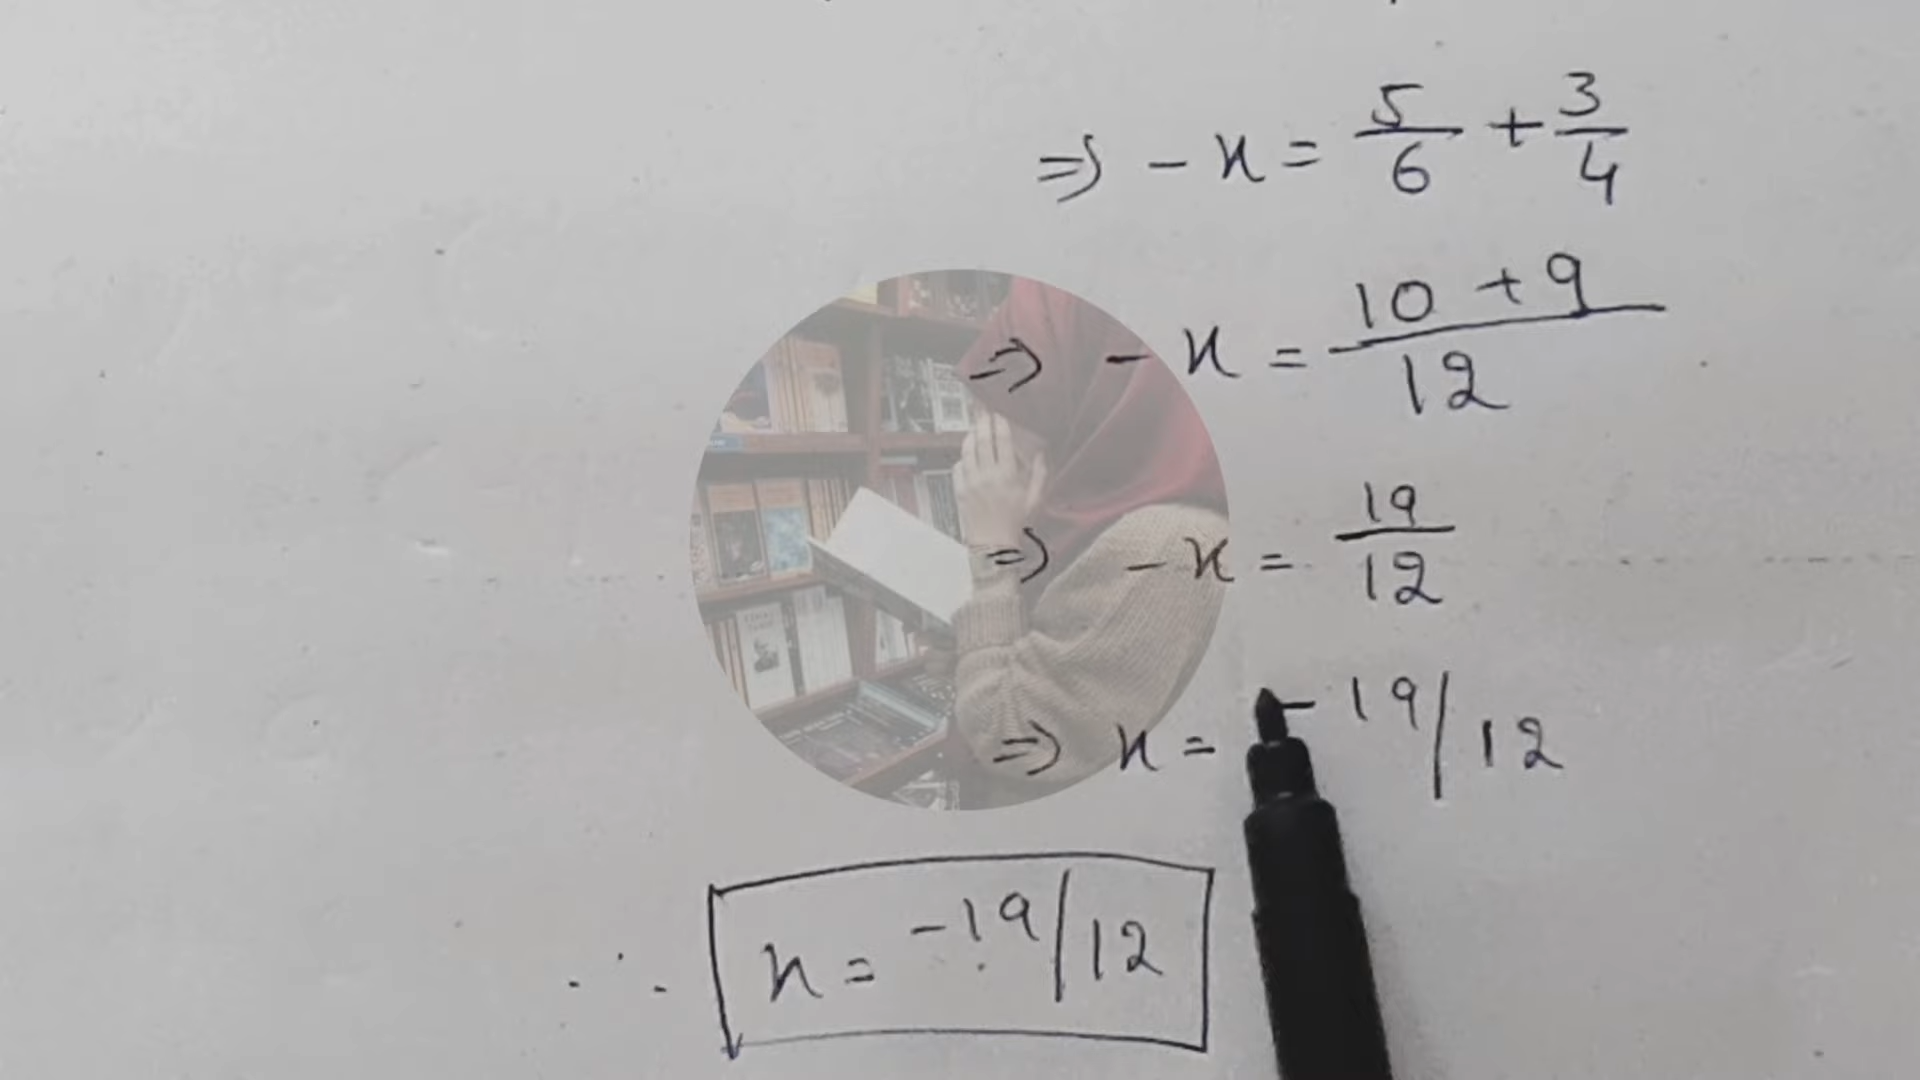 ⇒ - x = 5/6 + 3/4
⇒ - x = 10 + 9 / 12
⇒ - x = 19/12
⇒ x = - 19/12
∴ x = -19/12